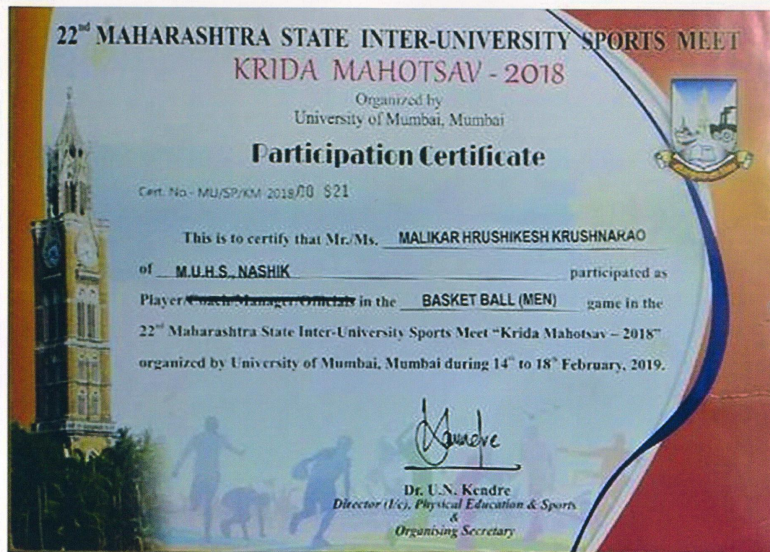 22nd MAHARASHTRA STATE INTER-UNIVERSITY SPORTS MEET
KRIDA MAHOTSAV - 2018
Organized by
University of Mumbai, Mumbai
Participation Certificate
Cert. No.- MU/SP/KM-2018/00 821
This is to certify that Mr./Ms. MALIKAR HRUSHIKESH KRUSHNARAO
of M.U.H.S., NASHIK participated as
Player/Coach/Manager/Officials in the BASKET BALL (MEN) game in the
22nd Maharashtra State Inter-University Sports Meet “Krida Mahotsav – 2018”
organized by University of Mumbai, Mumbai during 14th to 18th February, 2019.
Dr. U.N. Kendre
Director (I/c), Physical Education & Sports
&
Organising Secretary